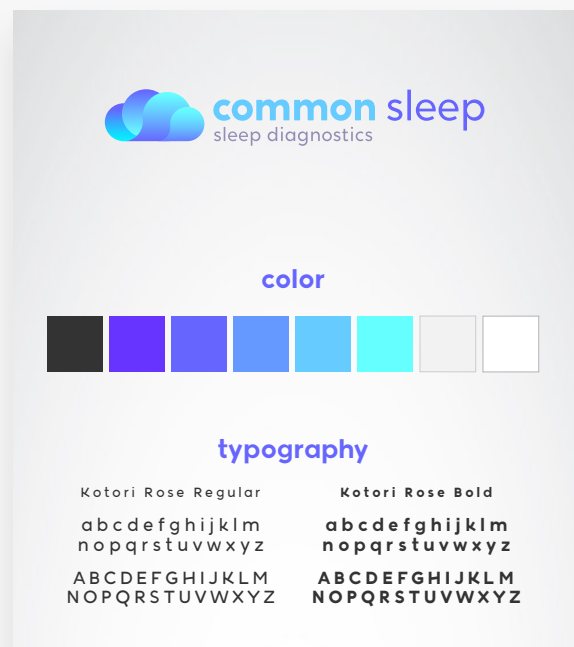 common sleep
sleep diagnostics
color
typography
Kotori Rose Regular
abcdefghijklm
nopqrstuvwxyz
ABCDEFGHIJKLM
NOPQRSTUVWXYZ
Kotori Rose Bold
abcdefghijklm
nopqrstuvwxyz
ABCDEFGHIJKLM
NOPQRSTUVWXYZ